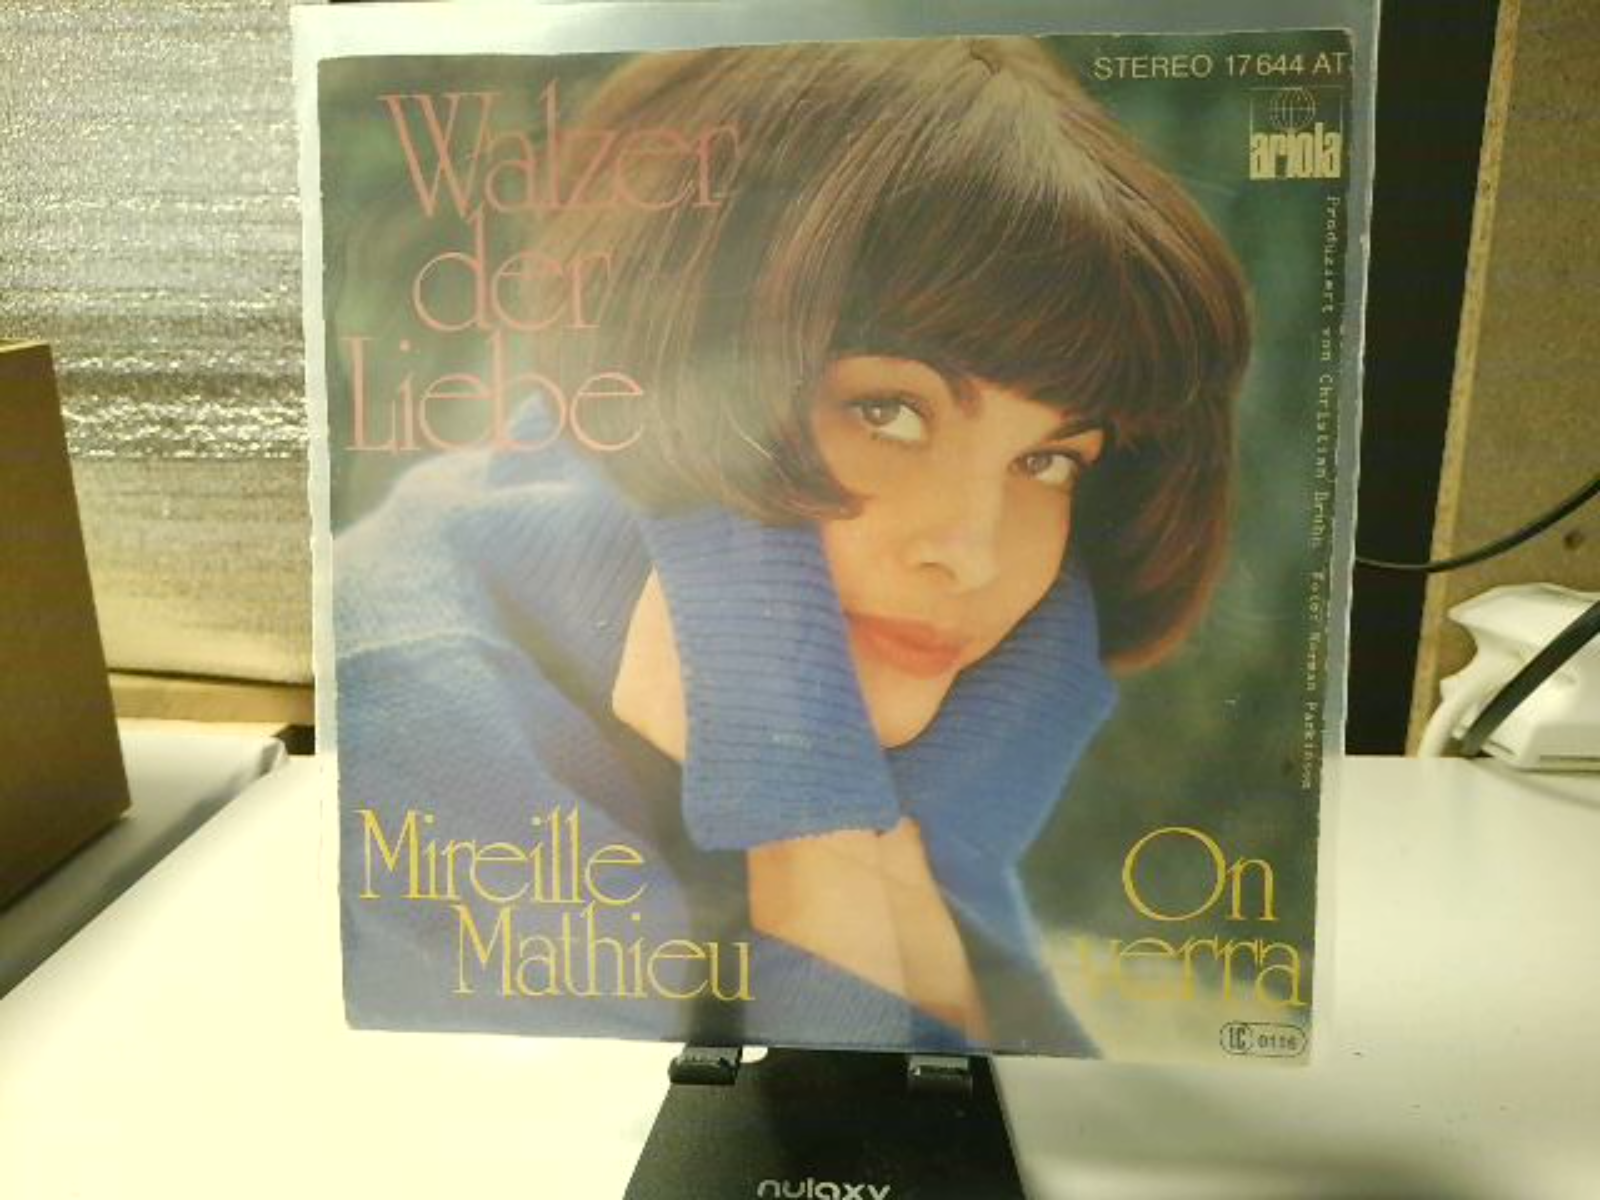 STEREO 17644 AT
ariola
Walzer
der
Liebe
Produziert von Christian Bruhn Foto: Norman Parkinson
Mireille
Mathieu
On
verra
LC 0116
nulaxy